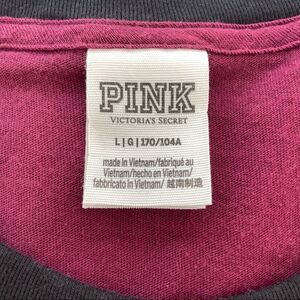 PINK
VICTORIA'S SECRET
L | G | 170/104A
made in Vietnam/fabriqué au
Vietnam/hecho en Vietnam/
fabbricato in Vietnam/ 越南制造